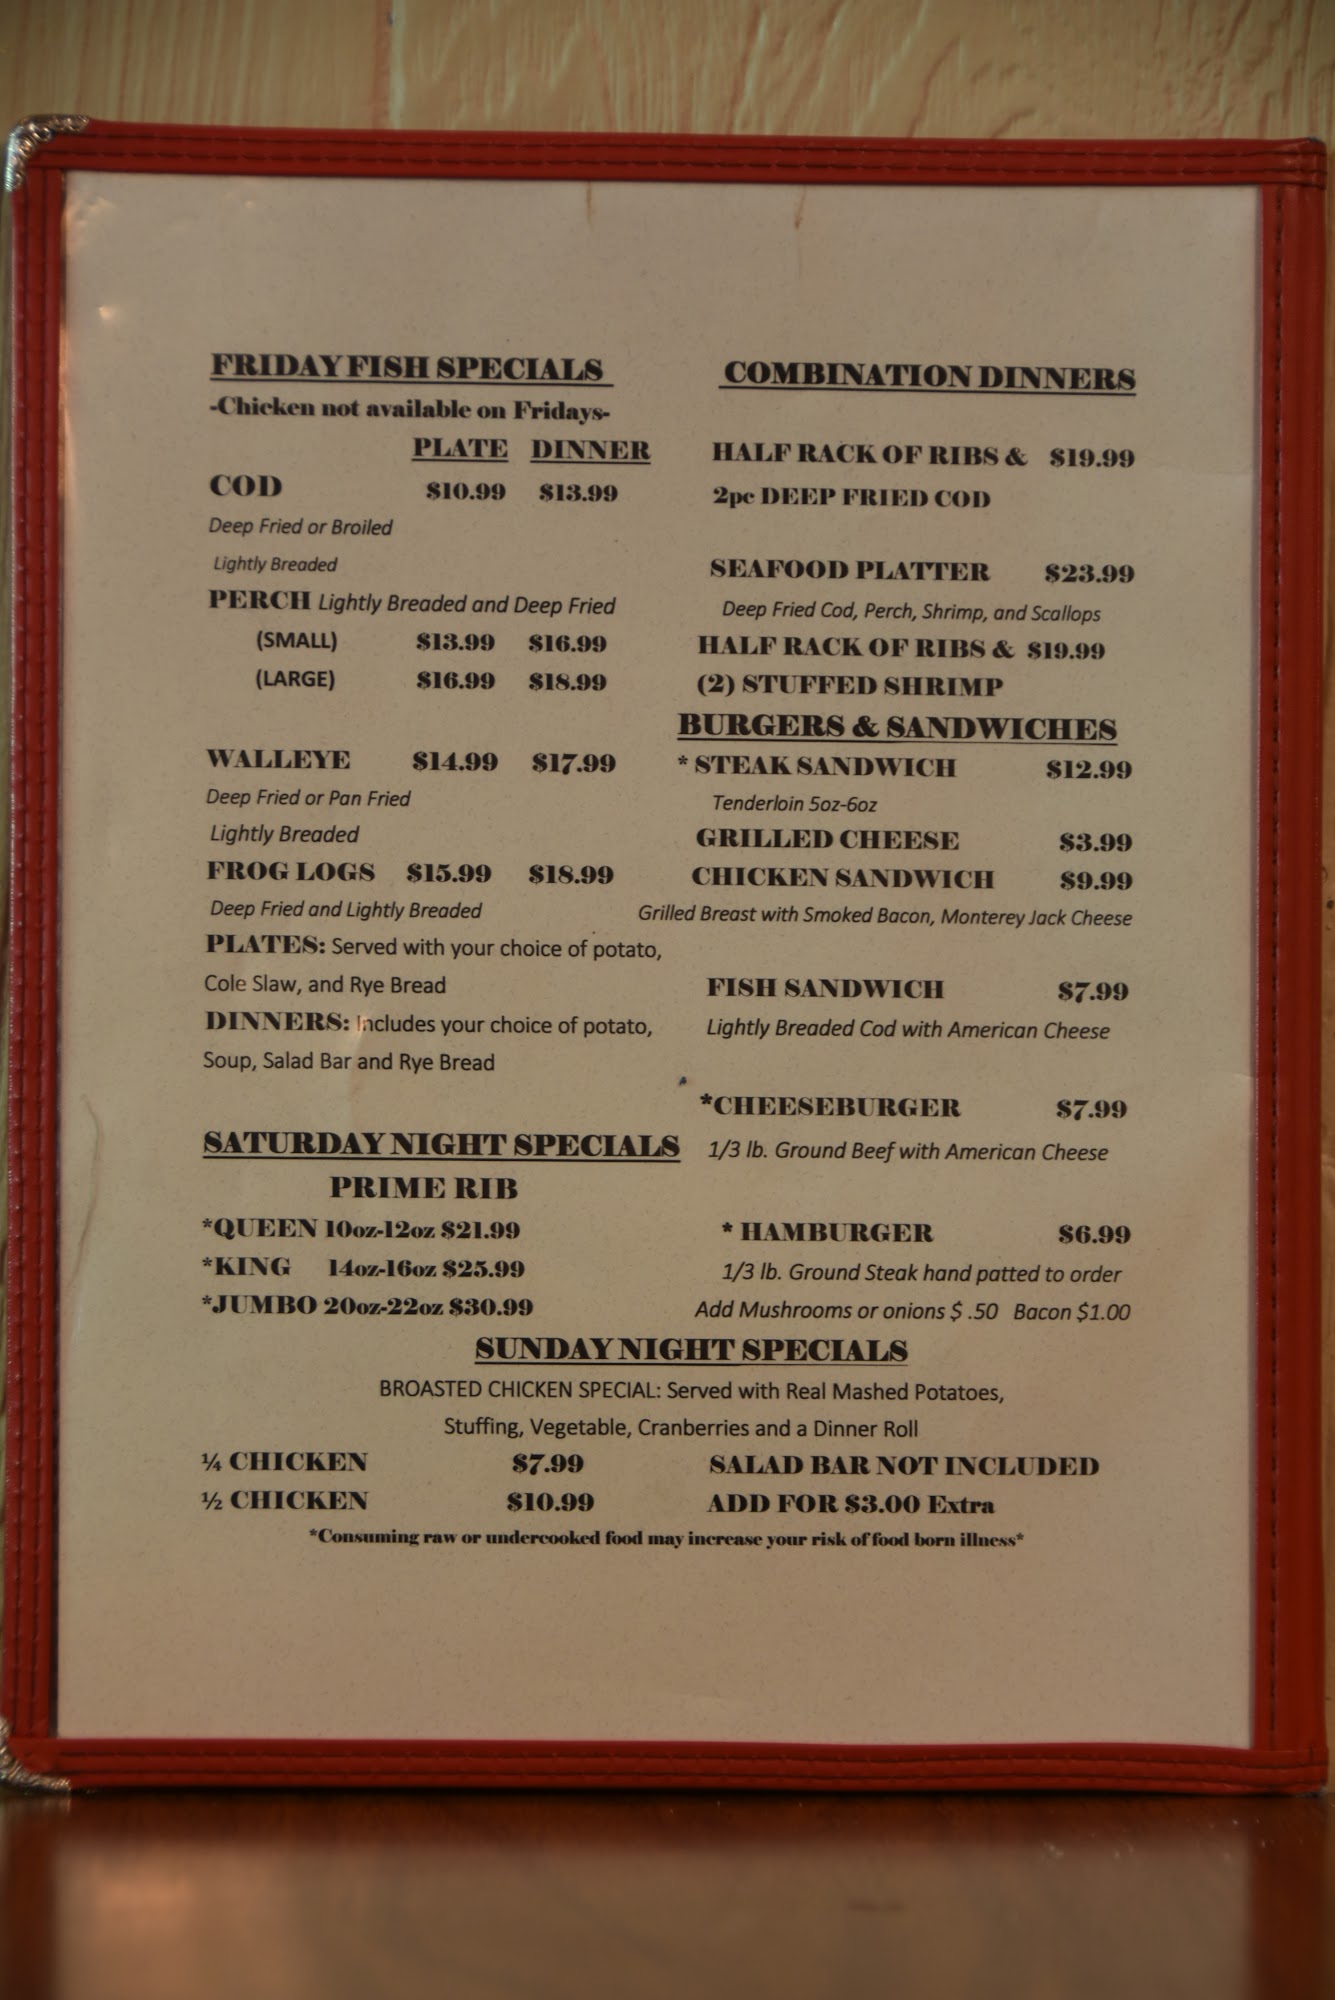 FRIDAY FISH SPECIALS
-Chicken not available on Fridays-
PLATE DINNER
COD $10.99 $13.99
Deep Fried or Broiled
Lightly Breaded
PERCH Lightly Breaded and Deep Fried
(SMALL) $13.99 $16.99
(LARGE) $16.99 $18.99
WALLEYE $14.99 $17.99
Deep Fried or Pan Fried
Lightly Breaded
FROG LOGS $15.99 $18.99
Deep Fried and Lightly Breaded
PLATES: Served with your choice of potato,
Cole Slaw, and Rye Bread
DINNERS: Includes your choice of potato,
Soup, Salad Bar and Rye Bread
SATURDAY NIGHT SPECIALS
PRIME RIB
*QUEEN 10oz-12oz $21.99
*KING 14oz-16oz $25.99
*JUMBO 20oz-22oz $30.99
COMBINATION DINNERS
HALF RACK OF RIBS & $19.99
2pc DEEP FRIED COD
SEAFOOD PLATTER $23.99
Deep Fried Cod, Perch, Shrimp, and Scallops
HALF RACK OF RIBS & $19.99
(2) STUFFED SHRIMP
BURGERS & SANDWICHES
* STEAK SANDWICH $12.99
Tenderloin 5oz-6oz
GRILLED CHEESE $3.99
CHICKEN SANDWICH $9.99
Grilled Breast with Smoked Bacon, Monterey Jack Cheese
FISH SANDWICH $7.99
Lightly Breaded Cod with American Cheese
*CHEESEBURGER $7.99
1/3 lb. Ground Beef with American Cheese
* HAMBURGER $6.99
1/3 lb. Ground Steak hand patted to order
Add Mushrooms or onions $ .50 Bacon $1.00
SUNDAY NIGHT SPECIALS
BROASTED CHICKEN SPECIAL: Served with Real Mashed Potatoes,
Stuffing, Vegetable, Cranberries and a Dinner Roll
¼ CHICKEN $7.99 SALAD BAR NOT INCLUDED
½ CHICKEN $10.99 ADD FOR $3.00 Extra
*Consuming raw or undercooked food may increase your risk of food born illness*